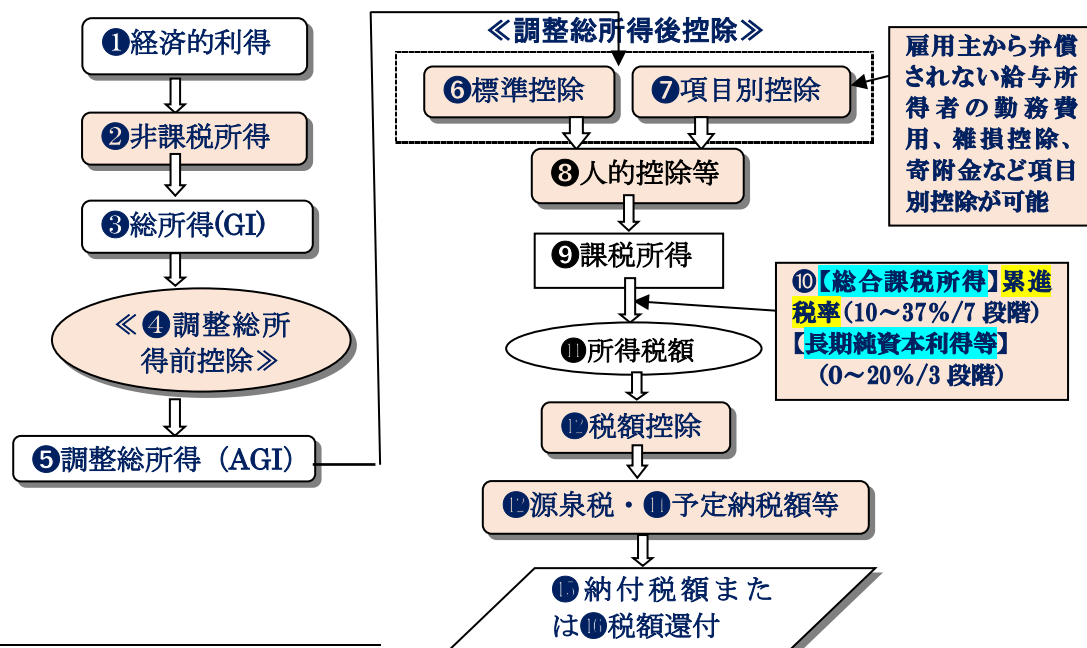 ❶経済的利得
❷非課税所得
❸総所得(GI)
≪❹調整総所
得前控除≫
❺調整総所得（AGI）
≪調整総所得後控除≫
❻標準控除
❼項目別控除
雇用主から弁償
されない給与所
得者の勤務費
用、雑損控除、
寄附金など項目
別控除が可能
❽人的控除等
❾課税所得
❿【総合課税所得】累進
税率(10～37%/7 段階)
【長期純資本利得等】
(0～20%/3 段階)
⓫所得税額
⓬税額控除
⓬源泉税・⓫予定納税額等
⓯納付税額また
は⓰税額還付